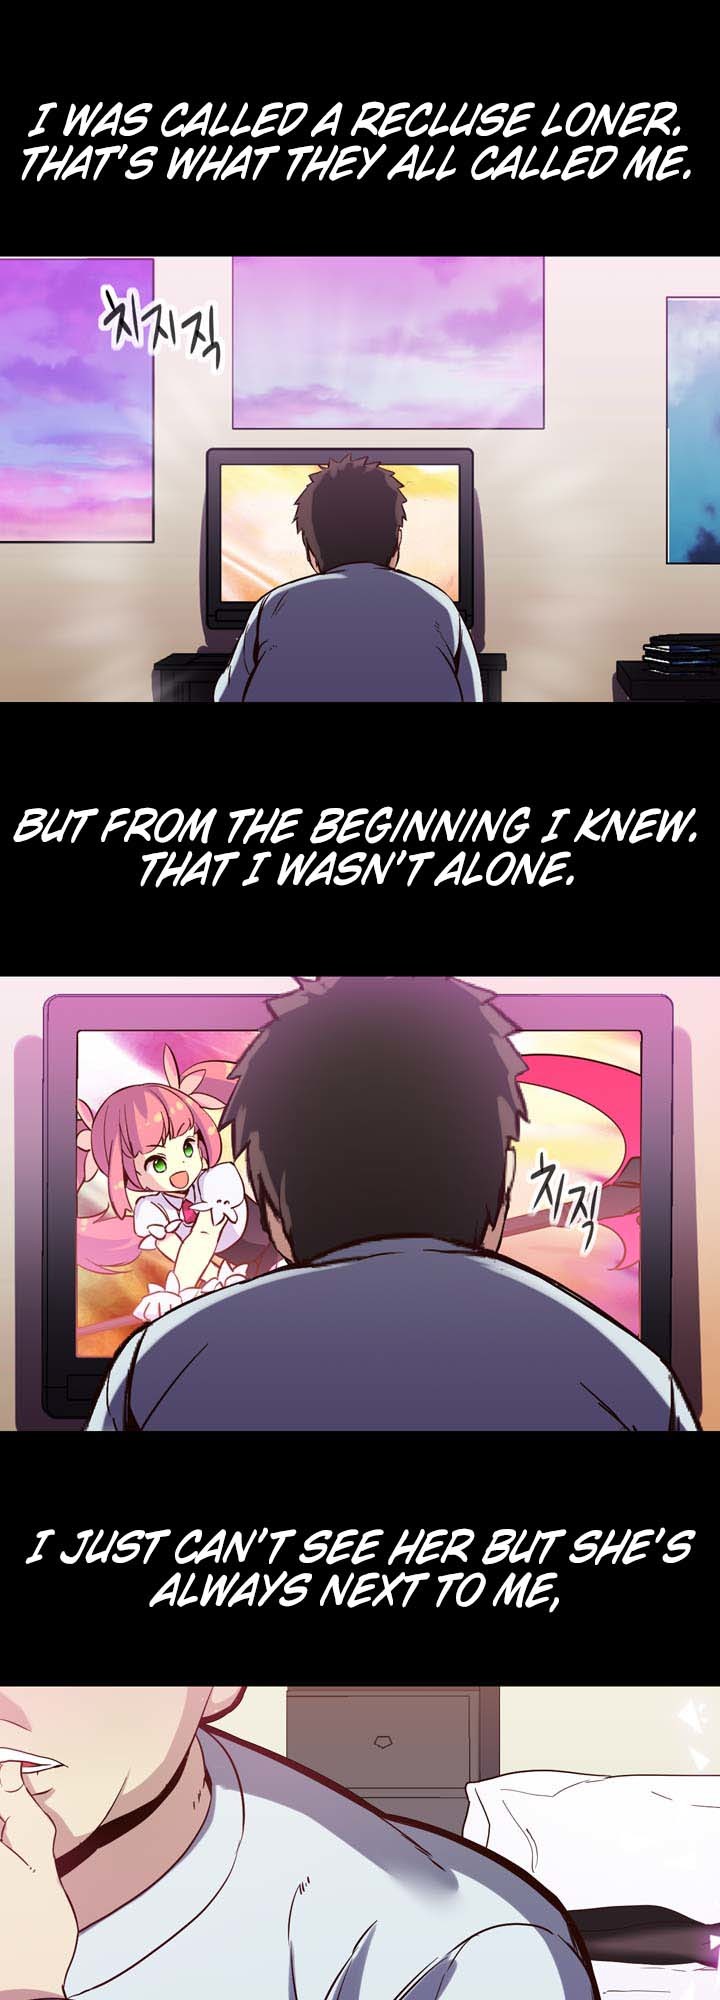 I WAS CALLED A RECLUSE LONER.
THAT'S WHAT THEY ALL CALLED ME.
치지직
BUT FROM THE BEGINNING I KNEW.
THAT I WASN'T ALONE.
치직
I JUST CAN'T SEE HER BUT SHE'S
ALWAYS NEXT TO ME,